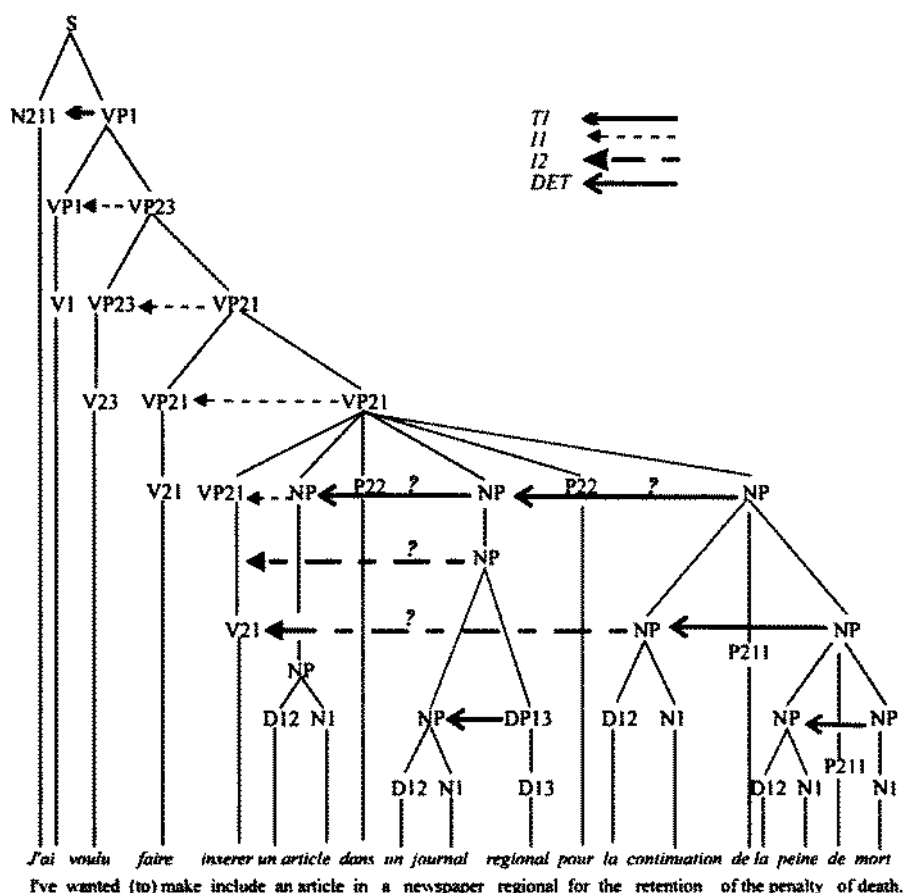 S
N211 VP1
T1
I1
I2
DET
VP1 VP23
V1 VP23 VP21
V23 VP21 VP21
V21 VP21 NP P22 ? NP P22 ? NP
? NP
V21 ? NP NP
P211
NP
D12 N1 NP DP13 D12 N1 NP NP
P211
D12 N1 D13 D12 N1 N1
J'ai voulu faire inserer un article dans un journal regional pour la continuation de la peine de mort
I've wanted (to) make include an article in a newspaper regional for the retention of the penalty of death.